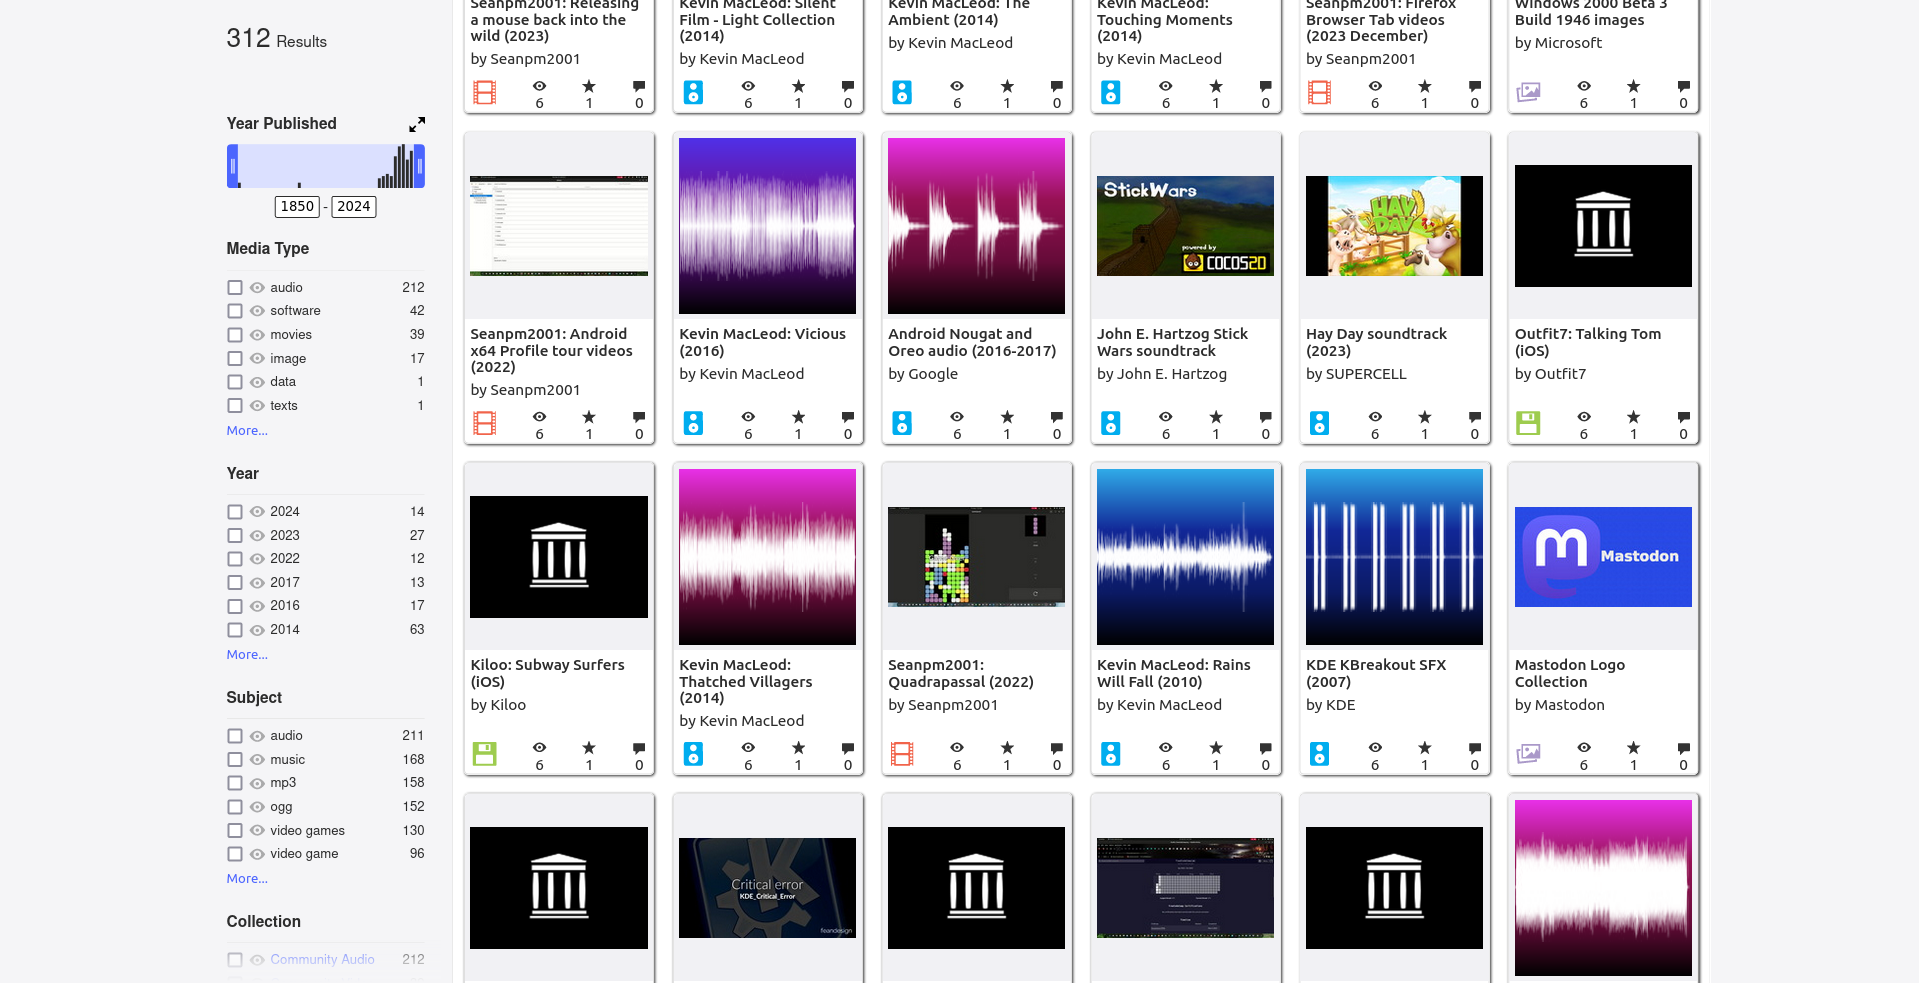 312 Results
Year Published
1850 - 2024
Media Type
audio 212
software 42
movies 39
image 17
data 1
texts 1
More...
Year
2024 14
2023 27
2022 12
2017 13
2016 17
2014 63
More...
Subject
audio 211
music 168
mp3 158
ogg 152
video games 130
video game 96
More...
Collection
Community Audio 212
Seanpm2001: Releasing
a mouse back into the
wild (2023)
by Seanpm2001
6 1 0
Kevin MacLeod: Silent
Film - Light Collection
(2014)
by Kevin MacLeod
6 1 0
Kevin MacLeod: The
Ambient (2014)
by Kevin MacLeod
6 1 0
Kevin MacLeod:
Touching Moments
(2014)
by Kevin MacLeod
6 1 0
Seanpm2001: Firefox
Browser Tab videos
(2023 December)
by Seanpm2001
6 1 0
Windows 2000 Beta 3
Build 1946 images
by Microsoft
6 1 0
Seanpm2001: Android
x64 Profile tour videos
(2022)
by Seanpm2001
6 1 0
Kevin MacLeod: Vicious
(2016)
by Kevin MacLeod
6 1 0
Android Nougat and
Oreo audio (2016-2017)
by Google
6 1 0
StickWars
powered by
COCOS2D
John E. Hartzog Stick
Wars soundtrack
by John E. Hartzog
6 1 0
HAY
DAY
Hay Day soundtrack
(2023)
by SUPERCELL
6 1 0
Outfit7: Talking Tom
(iOS)
by Outfit7
6 1 0
Kiloo: Subway Surfers
(iOS)
by Kiloo
6 1 0
Kevin MacLeod:
Thatched Villagers
(2014)
by Kevin MacLeod
6 1 0
Seanpm2001:
Quadrapassal (2022)
by Seanpm2001
6 1 0
Kevin MacLeod: Rains
Will Fall (2010)
by Kevin MacLeod
6 1 0
KDE KBreakout SFX
(2007)
by KDE
6 1 0
Mastodon
Mastodon Logo
Collection
by Mastodon
6 1 0
Critical error
KDE_Critical_Error
feandesign